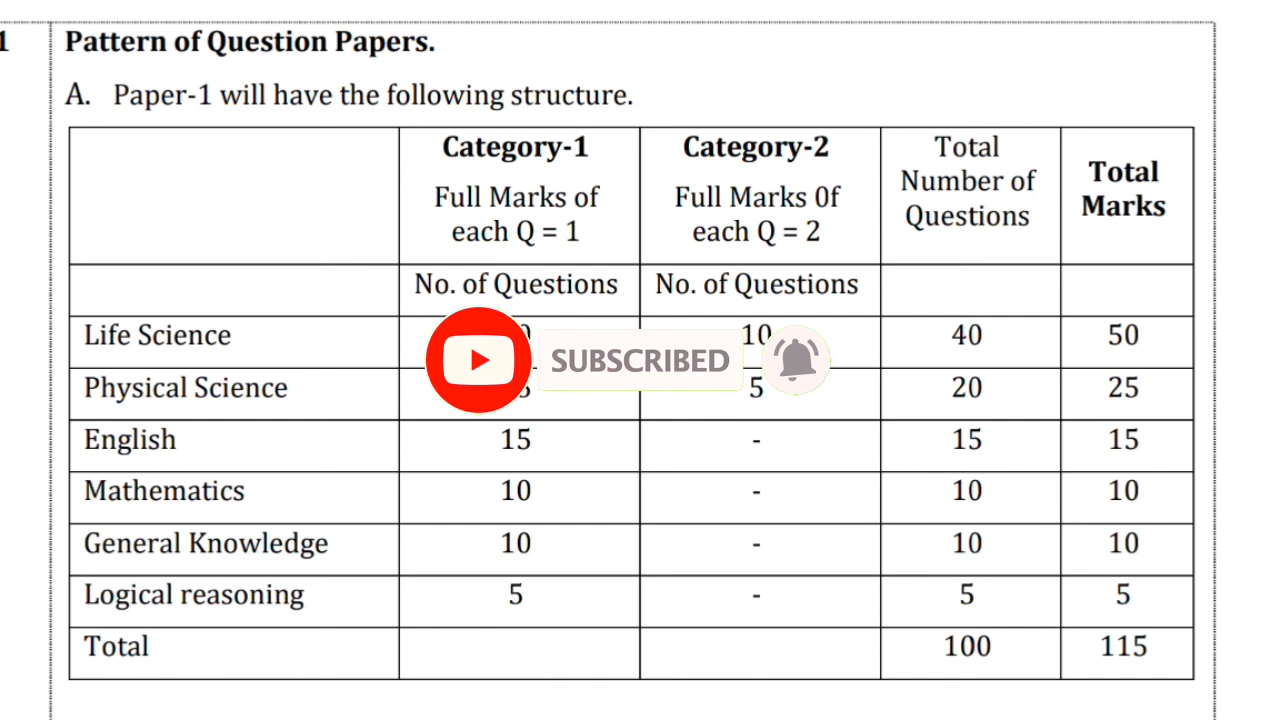 1 Pattern of Question Papers.
A. Paper-1 will have the following structure.
Category-1 Category-2 Total Number of Questions Total Marks
Full Marks of each Q = 1 Full Marks 0f each Q = 2
No. of Questions No. of Questions
Life Science 10 40 50
SUBSCRIBED
Physical Science 5 20 25
English 15 - 15 15
Mathematics 10 - 10 10
General Knowledge 10 - 10 10
Logical reasoning 5 - 5 5
Total 100 115